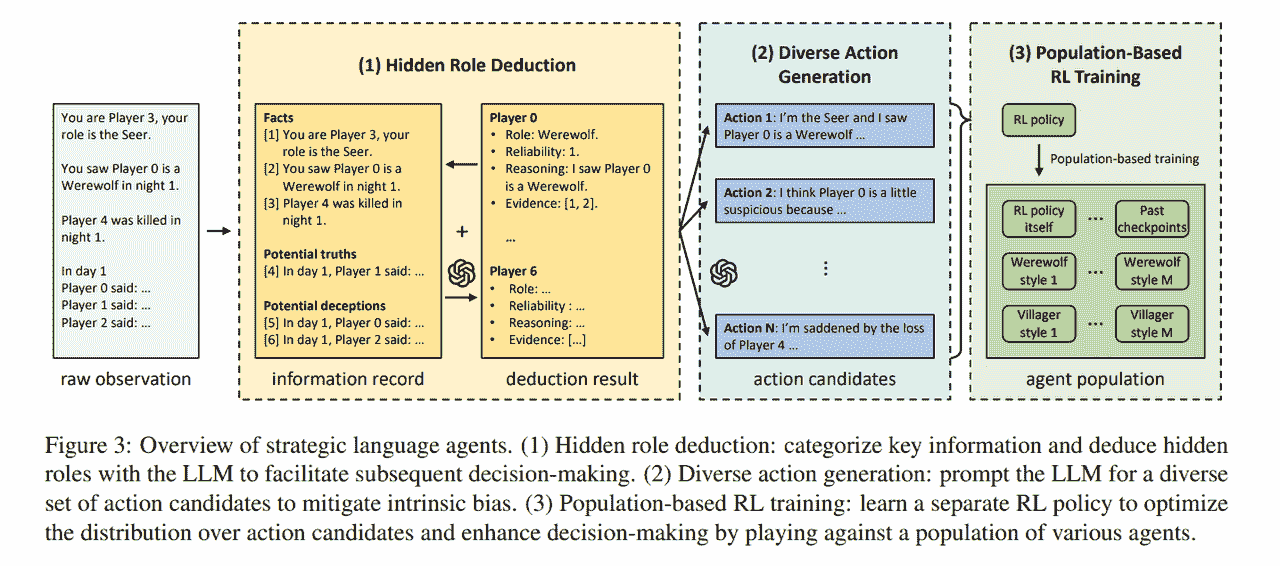 (1) Hidden Role Deduction
(2) Diverse Action
Generation
(3) Population-Based
RL Training
You are Player 3, your
role is the Seer.
You saw Player 0 is a
Werewolf in night 1.
Player 4 was killed in
night 1.
In day 1
Player 0 said: ...
Player 1 said: ...
Player 2 said: ...
raw observation
Facts
[1] You are Player 3, your
role is the Seer.
[2] You saw Player 0 is a
Werewolf in night 1.
[3] Player 4 was killed in
night 1.
Potential truths
[4] In day 1, Player 1 said: ...
Potential deceptions
[5] In day 1, Player 0 said: ...
[6] In day 1, Player 2 said: ...
information record
+
Player 0
• Role: Werewolf.
• Reliability: 1.
• Reasoning: I saw Player 0
is a Werewolf.
• Evidence: [1, 2].
...
Player 6
• Role: ...
• Reliability : ...
• Reasoning: ...
• Evidence: [...]
deduction result
Action 1: I'm the Seer and I saw
Player 0 is a Werewolf ...
Action 2: I think Player 0 is a little
suspicious because ...
⋮
Action N: I'm saddened by the loss
of Player 4 ...
action candidates
RL policy
Population-based training
RL policy
itself
...
Past
checkpoints
Werewolf
style 1
...
Werewolf
style M
Villager
style 1
...
Villager
style M
agent population
Figure 3: Overview of strategic language agents. (1) Hidden role deduction: categorize key information and deduce hidden
roles with the LLM to facilitate subsequent decision-making. (2) Diverse action generation: prompt the LLM for a diverse
set of action candidates to mitigate intrinsic bias. (3) Population-based RL training: learn a separate RL policy to optimize
the distribution over action candidates and enhance decision-making by playing against a population of various agents.